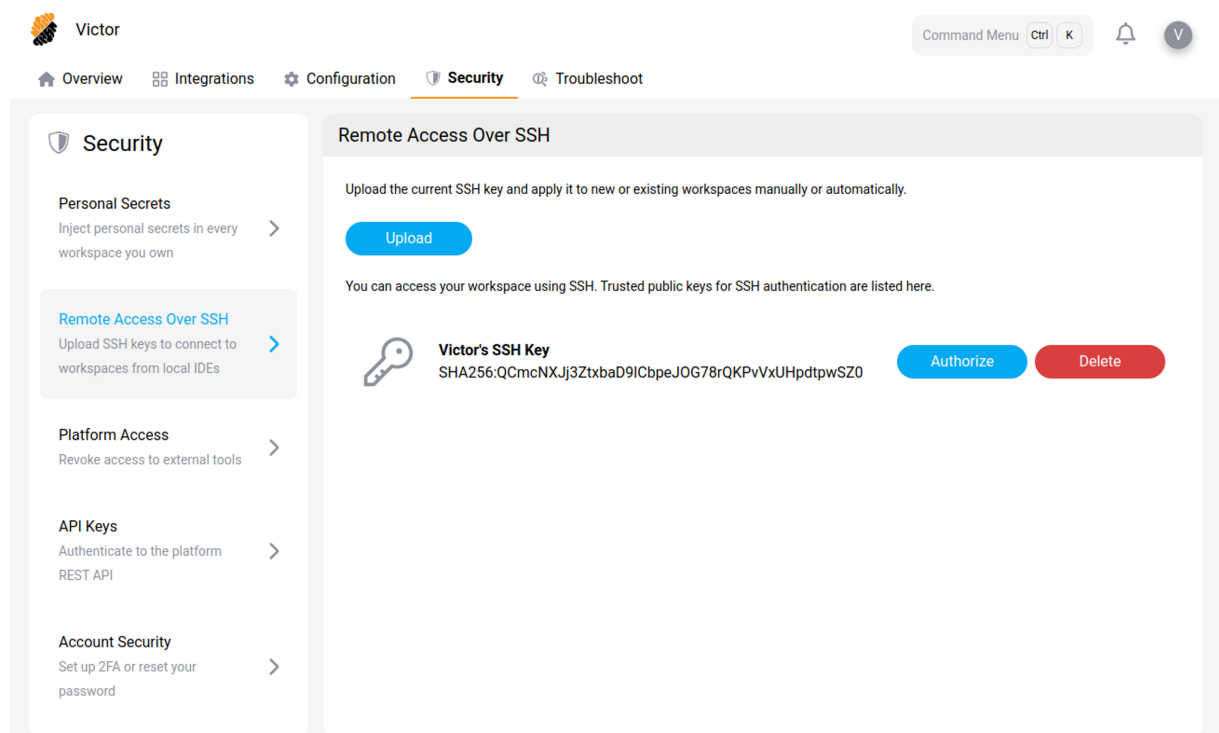 Victor
Command Menu Ctrl K
V
Overview Integrations Configuration Security Troubleshoot
Security
Personal Secrets
Inject personal secrets in every
workspace you own
Remote Access Over SSH
Upload SSH keys to connect to
workspaces from local IDEs
Platform Access
Revoke access to external tools
API Keys
Authenticate to the platform
REST API
Account Security
Set up 2FA or reset your
password
Remote Access Over SSH
Upload the current SSH key and apply it to new or existing workspaces manually or automatically.
Upload
You can access your workspace using SSH. Trusted public keys for SSH authentication are listed here.
Victor's SSH Key
SHA256:QCmcNXJj3ZtxbaD9lCbpeJOG78rQKPvVxUHpdtpwSZ0
Authorize Delete